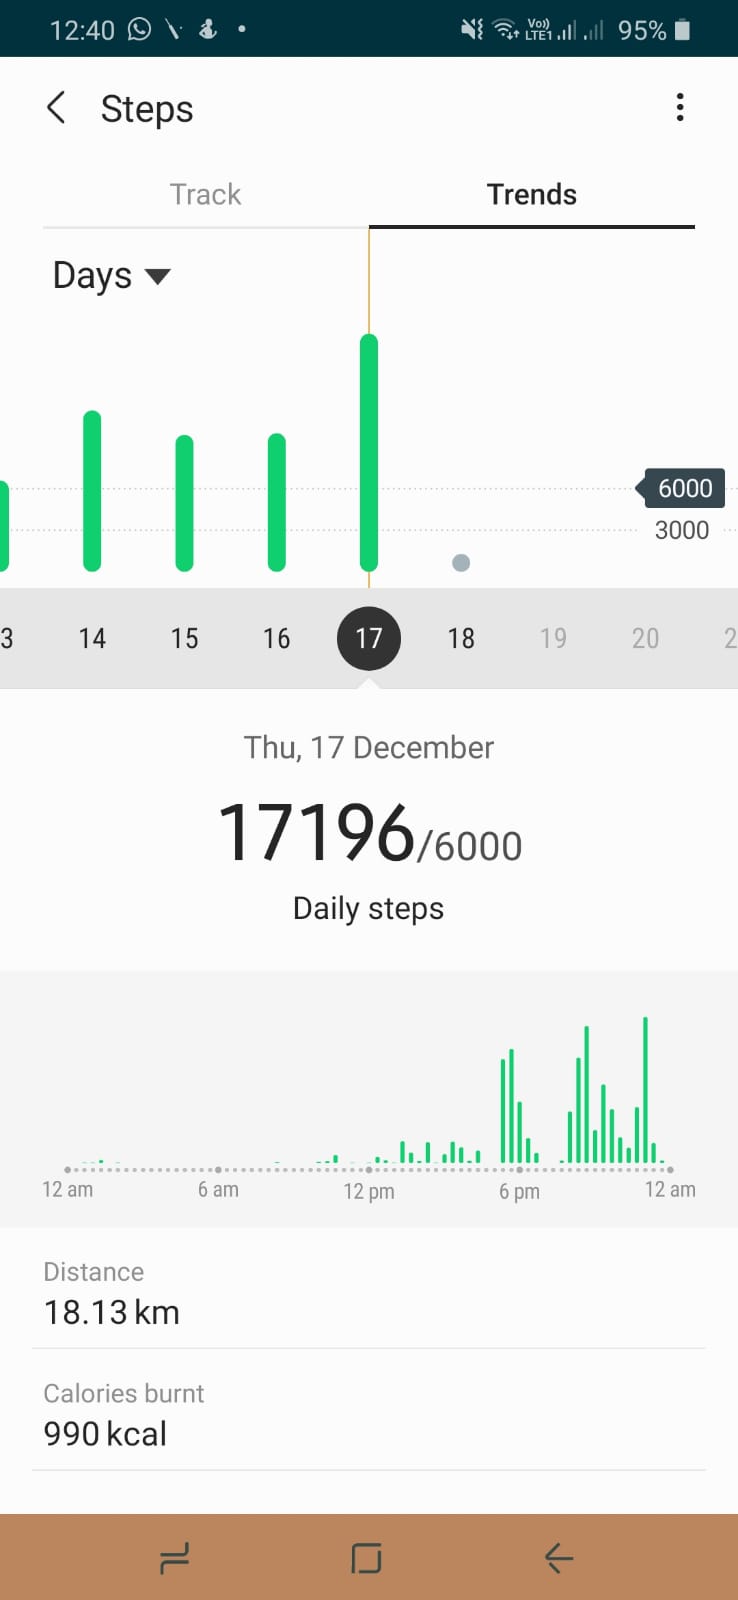 12:40 Vo)) LTE1 95%
Steps
Track Trends
Days
6000
3000
3 14 15 16 17 18 19 20 2
Thu, 17 December
17196/6000
Daily steps
12 am 6 am 12 pm 6 pm 12 am
Distance
18.13 km
Calories burnt
990 kcal